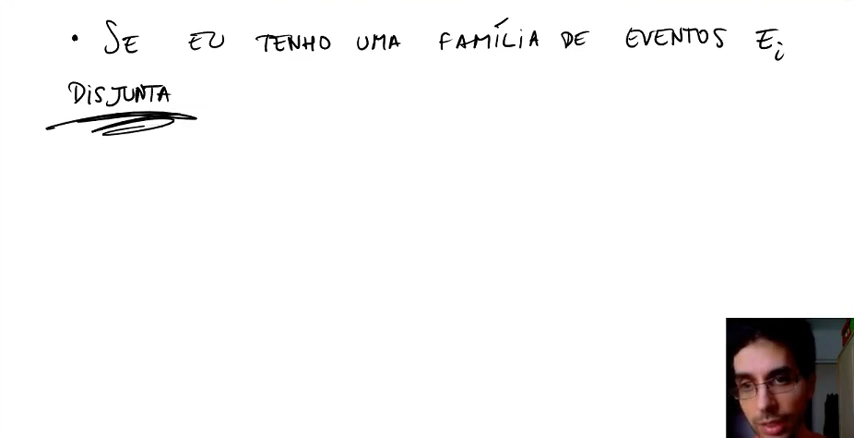 • SE EU TENHO UMA FAMÍLIA DE EVENTOS Ei
DISJUNTA